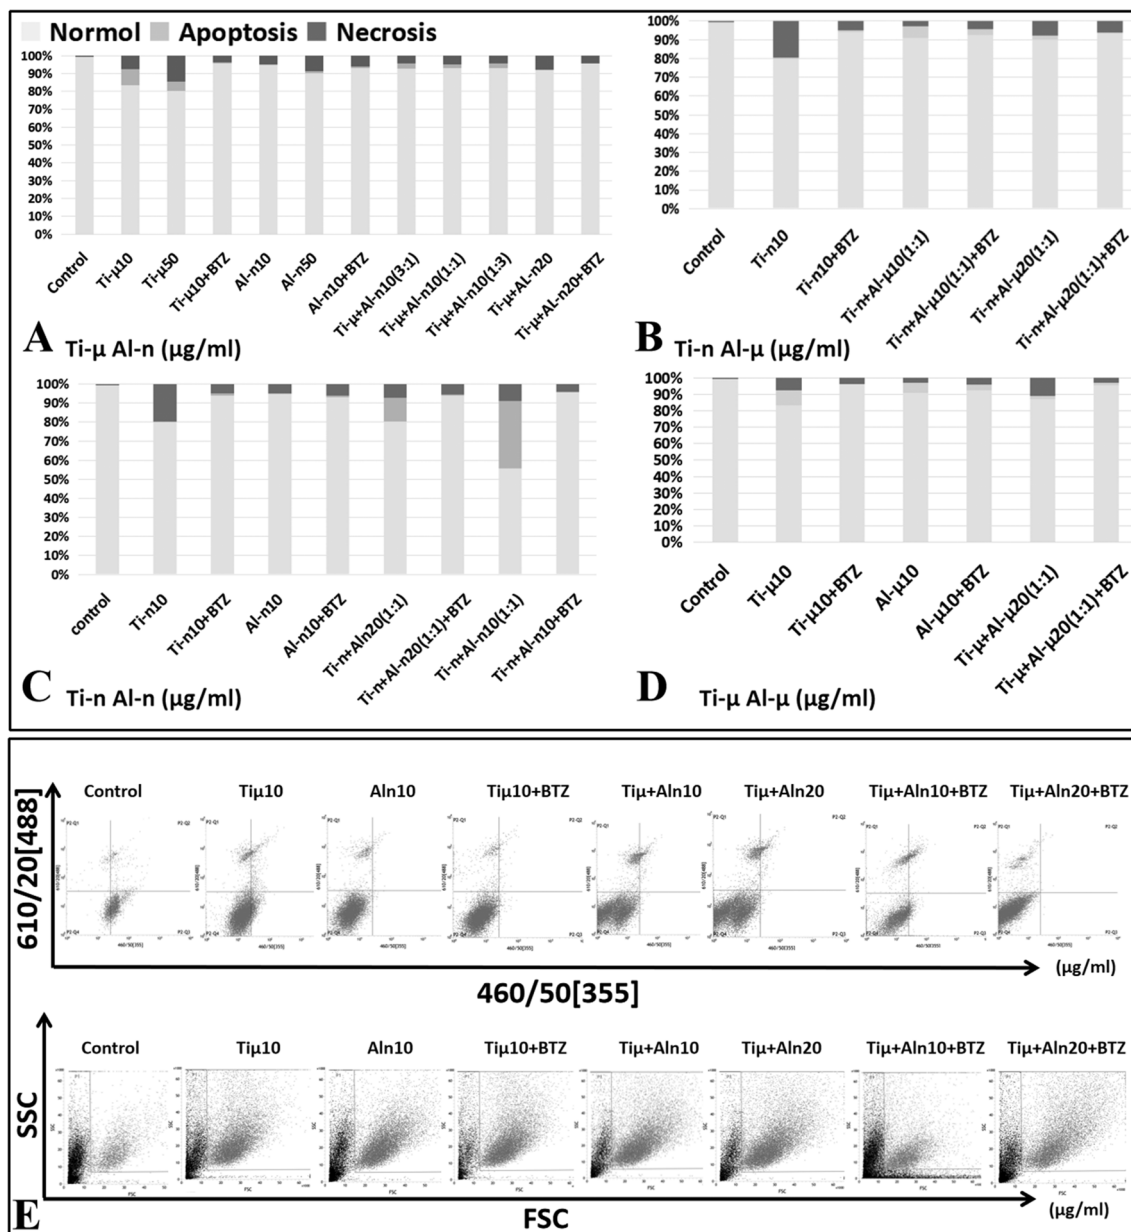 Normol Apoptosis Necrosis
100%
90%
80%
70%
60%
50%
40%
30%
20%
10%
0%
Control
Ti-μ10
Ti-μ50
Ti-μ10+BTZ
Al-n10
Al-n50
Al-n10+BTZ
Ti-μ+Al-n10(3:1)
Ti-μ+Al-n10(1:1)
Ti-μ+Al-n10(1:3)
Ti-μ+Al-n20
Ti-μ+Al-n20+BTZ
A
Ti-μ Al-n (μg/ml)
100%
90%
80%
70%
60%
50%
40%
30%
20%
10%
0%
Control
Ti-n10
Ti-n10+BTZ
Ti-n+Al-μ10(1:1)
Ti-n+Al-μ10(1:1)+BTZ
Ti-n+Al-μ20(1:1)
Ti-n+Al-μ20(1:1)+BTZ
B
Ti-n Al-μ (μg/ml)
100%
90%
80%
70%
60%
50%
40%
30%
20%
10%
0%
control
Ti-n10
Ti-n10+BTZ
Al-n10
Al-n10+BTZ
Ti-n+Aln20(1:1)
Ti-n+Al-n20(1:1)+BTZ
Ti-n+Al-n10(1:1)
Ti-n+Al-n10+BTZ
C
Ti-n Al-n (μg/ml)
100%
90%
80%
70%
60%
50%
40%
30%
20%
10%
0%
Control
Ti-μ10
Ti-μ10+BTZ
Al-μ10
Al-μ10+BTZ
Ti-μ+Al-μ20(1:1)
Ti-μ+Al-μ20(1:1)+BTZ
D
Ti-μ Al-μ (μg/ml)
610/20[488]
Control Tiμ10 Aln10 Tiμ10+BTZ Tiμ+Aln10 Tiμ+Aln20 Tiμ+Aln10+BTZ Tiμ+Aln20+BTZ
460/50[355]
(μg/ml)
SSC
Control Tiμ10 Aln10 Tiμ10+BTZ Tiμ+Aln10 Tiμ+Aln20 Tiμ+Aln10+BTZ Tiμ+Aln20+BTZ
E
FSC
(μg/ml)